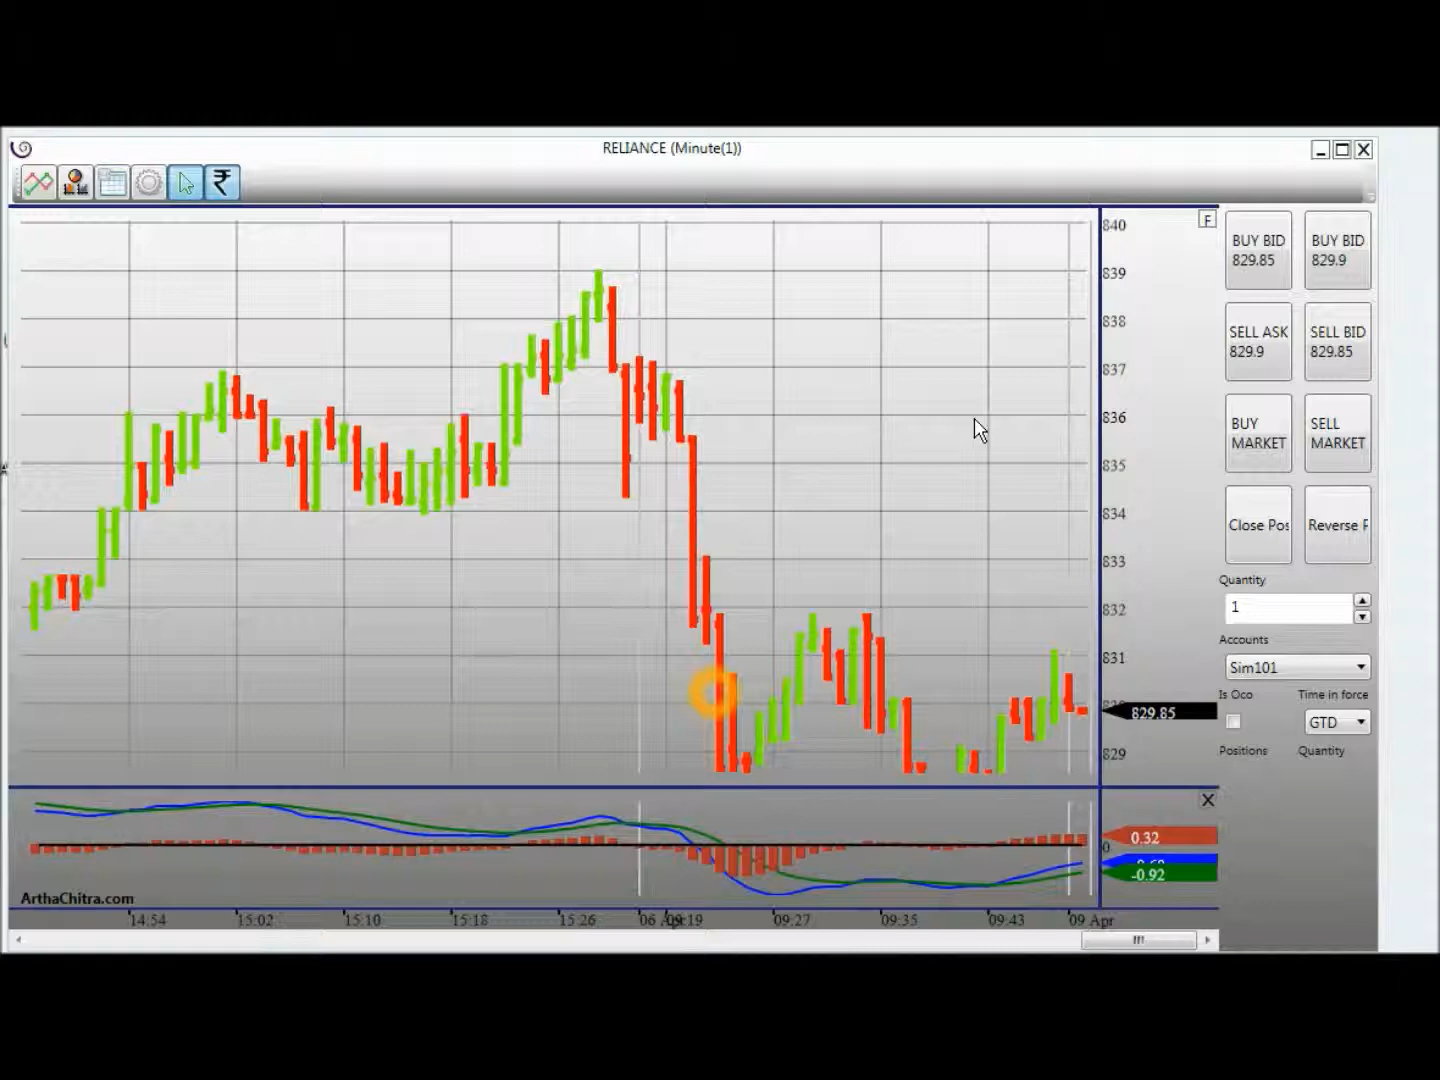 RELIANCE (Minute(1))
F
840
839
838
837
836
835
834
833
832
831
829.85
829
BUY BID
829.85
BUY BID
829.9
SELL ASK
829.9
SELL BID
829.85
BUY
MARKET
SELL
MARKET
Close Pos
Reverse F
Quantity
1
Accounts
Sim101
Is Oco
Time in force
GTD
Positions
Quantity
X
0.32
0
-0.92
ArthaChitra.com
14:54
15:02
15:10
15:18
15:26
06
09:27
09:35
09:43
09 Apr